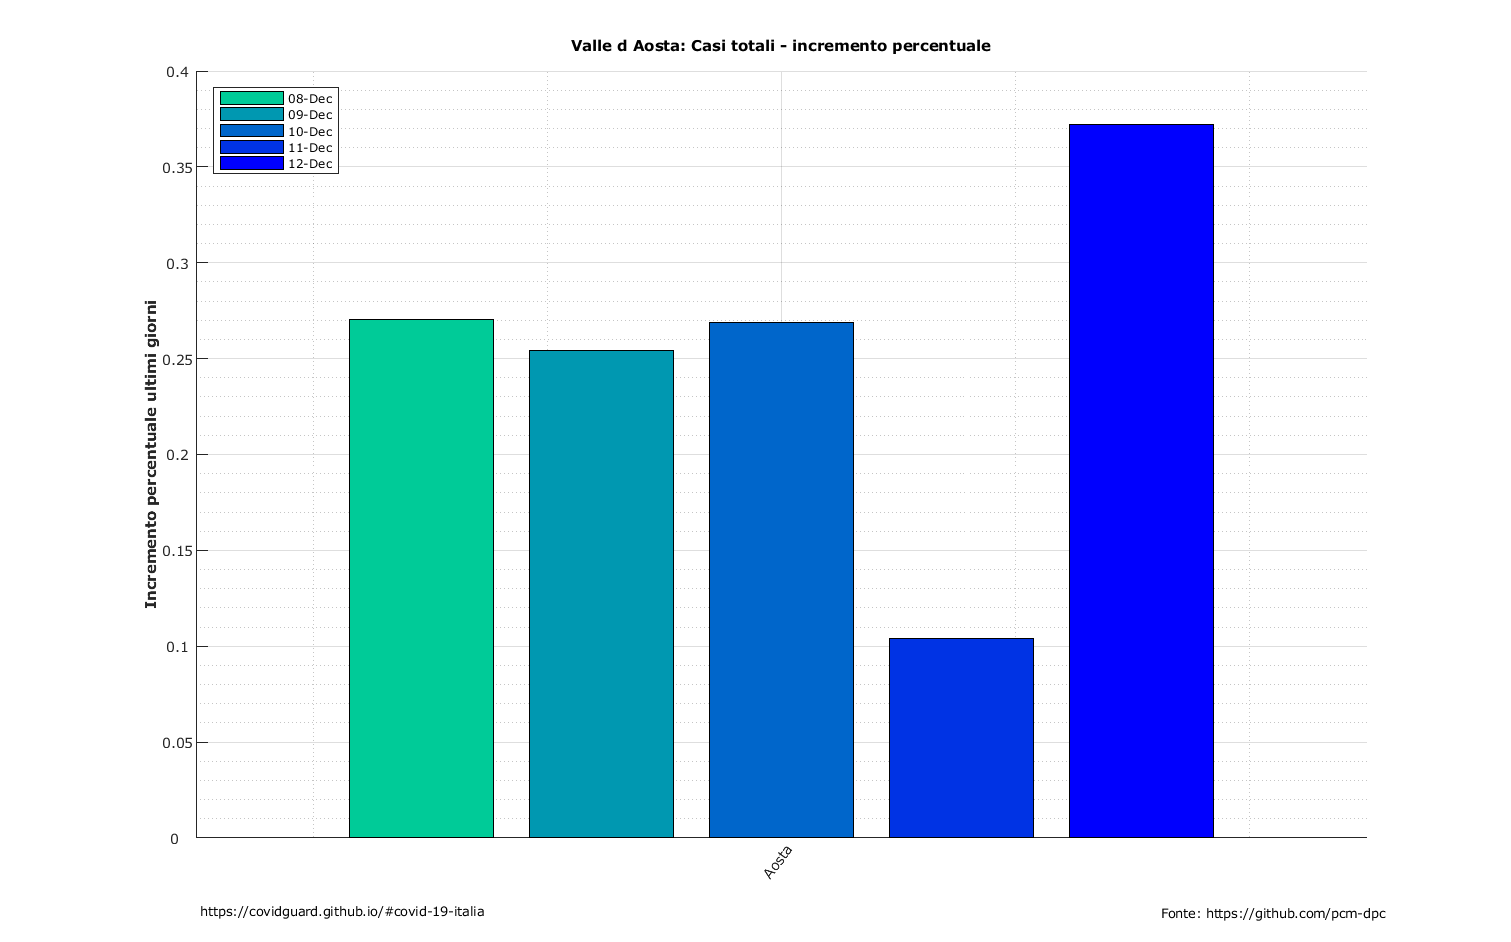 Valle d Aosta: Casi totali - incremento percentuale
0.4
0.35
0.3
0.25
0.2
0.15
0.1
0.05
0
Incremento percentuale ultimi giorni
08-Dec
09-Dec
10-Dec
11-Dec
12-Dec
Aosta
https://covidguard.github.io/#covid-19-italia
Fonte: https://github.com/pcm-dpc